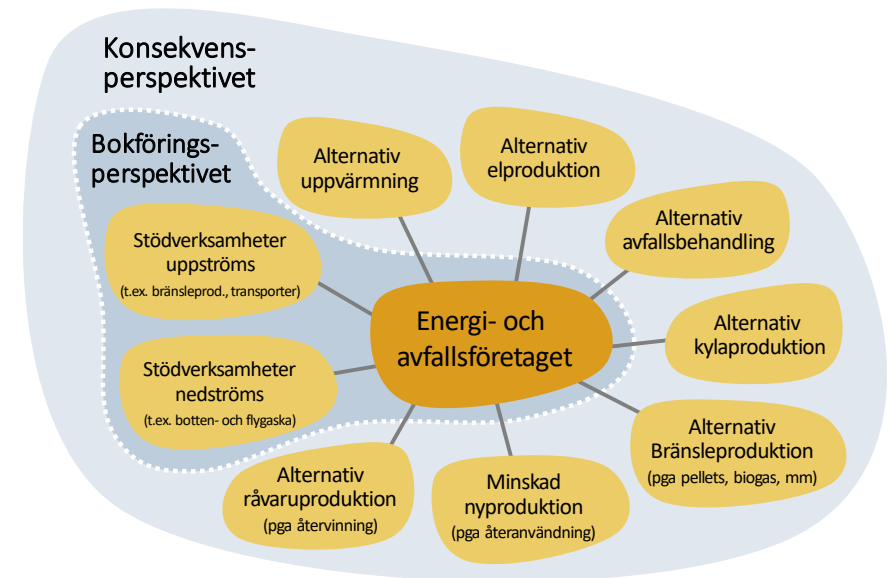 Konsekvens-
perspektivet
Bokförings-
perspektivet
Alternativ
uppvärmning
Alternativ
elproduktion
Alternativ
avfallsbehandling
Stödverksamheter
uppströms
(t.ex. bränsleprod., transporter)
Energi- och
avfallsföretaget
Alternativ
kylaproduktion
Stödverksamheter
nedströms
(t.ex. botten- och flygaska)
Alternativ
Bränsleproduktion
(pga pellets, biogas, mm)
Alternativ
råvaruproduktion
(pga återvinning)
Minskad
nyproduktion
(pga återanvändning)